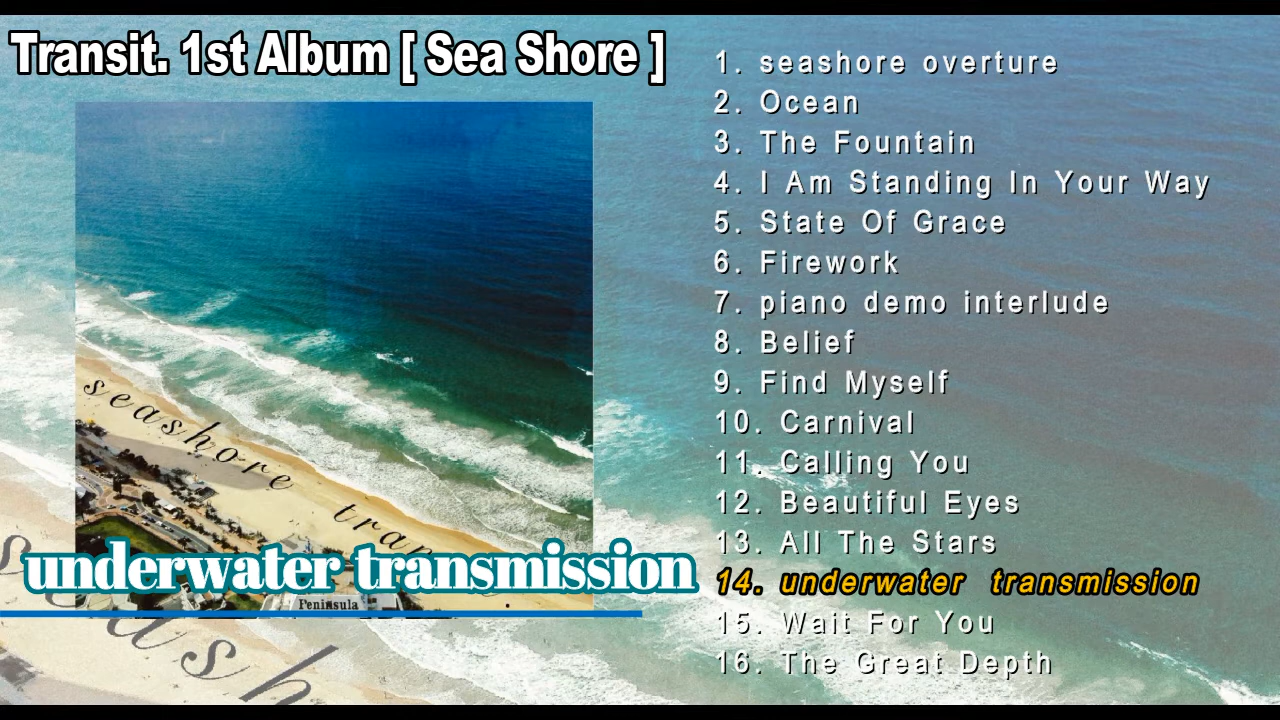 Transit. 1st Album [ Sea Shore ]
1. seashore overture
2. Ocean
3. The Fountain
4. I Am Standing In Your Way
5. State Of Grace
6. Firework
7. piano demo interlude
8. Belief
9. Find Myself
10. Carnival
11. Calling You
12. Beautiful Eyes
13. All The Stars
14. underwater transmission
15. Wait For You
16. The Great Depth
seashore
underwater transmission
Peninsula